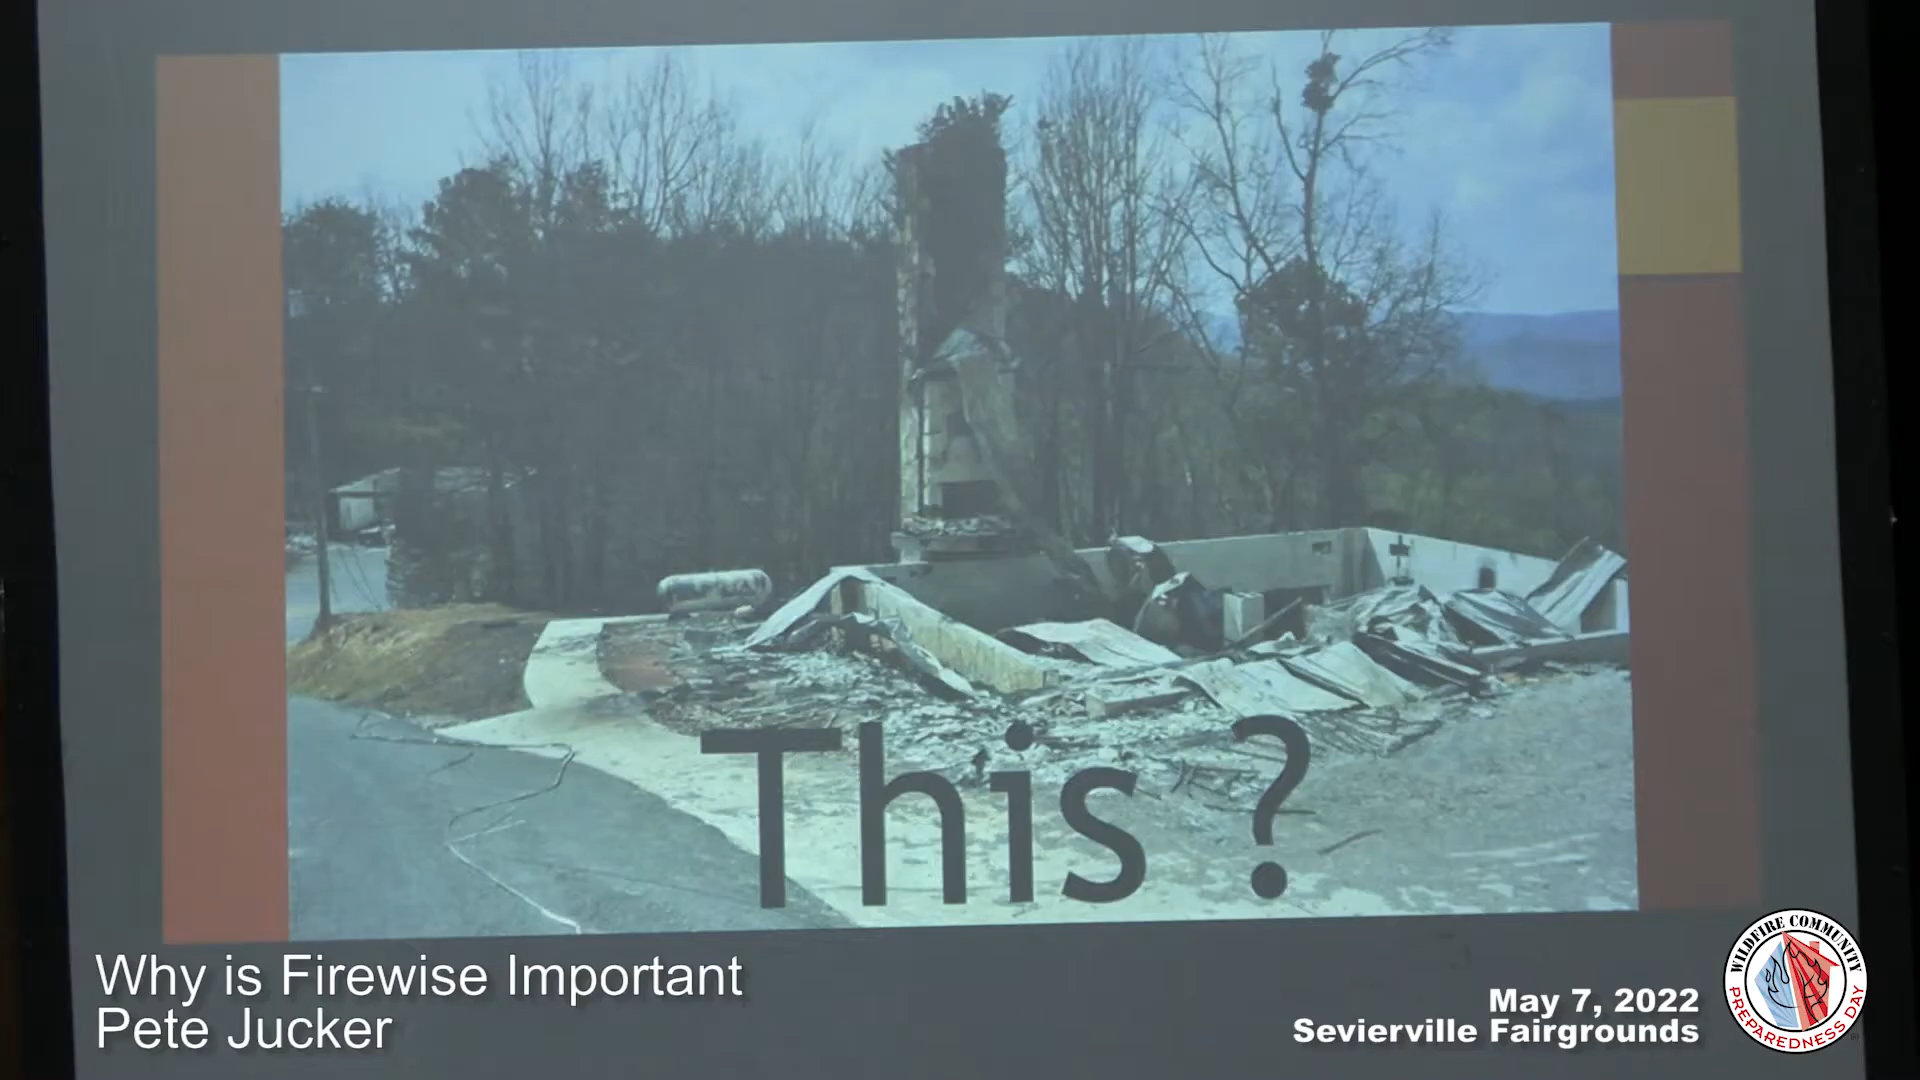 This ?
Why is Firewise Important
Pete Jucker
May 7, 2022
Sevierville Fairgrounds
WILDFIRE COMMUNITY
PREPAREDNESS DAY